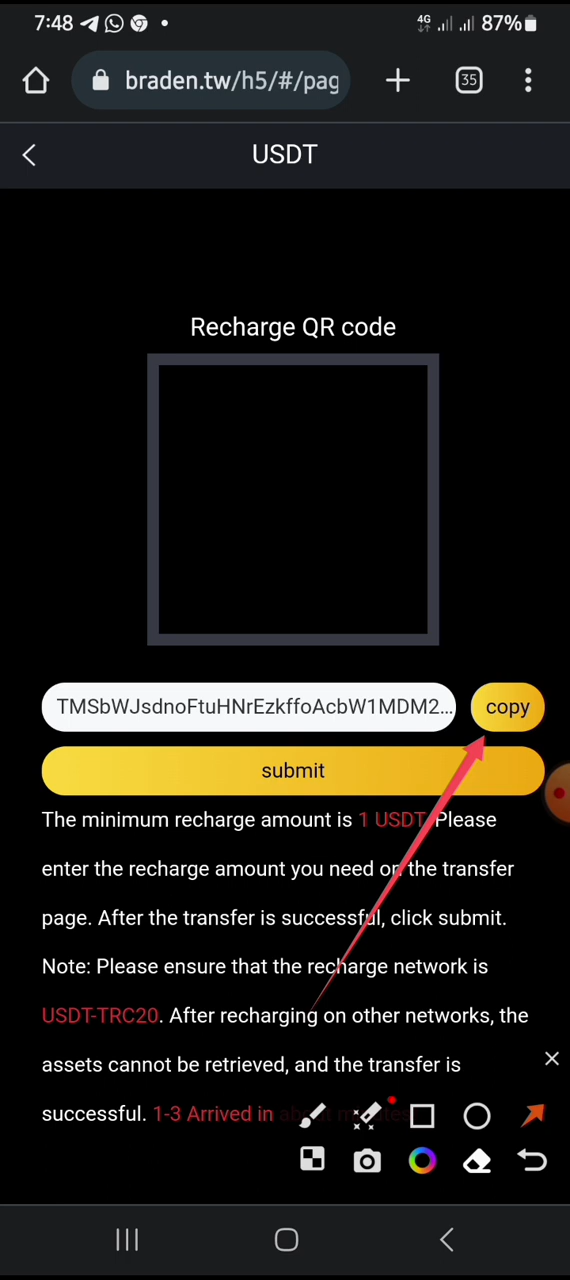 7:48
4G
87%
braden.tw/h5/#/pag
35
USDT
Recharge QR code
TMSbWJsdnoFtuHNrEzkffoAcbW1MDM2...
copy
submit
The minimum recharge amount is 1 USDT. Please
enter the recharge amount you need on the transfer
page. After the transfer is successful, click submit.
Note: Please ensure that the recharge network is
USDT-TRC20. After recharging on other networks, the
assets cannot be retrieved, and the transfer is
successful. 1-3 Arrived in about minutes